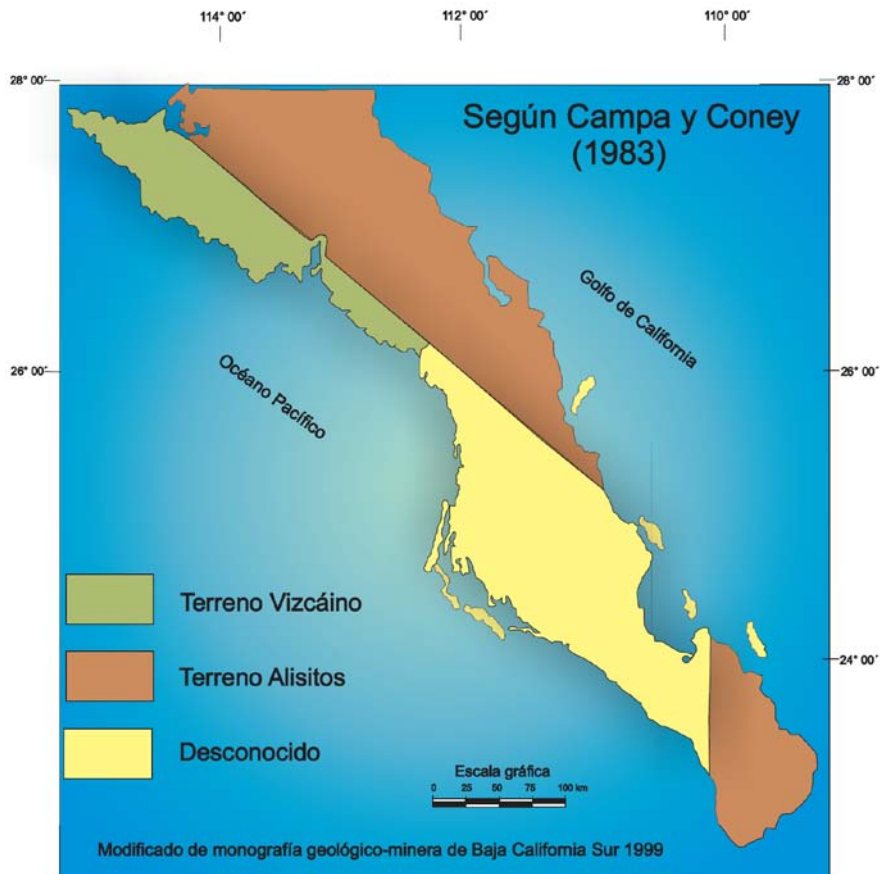 114° 00´ 112° 00´ 110° 00´
28° 00´ 28° 00´
Según Campa y Coney
(1983)
Golfo de California
26° 00´ 26° 00´
Océano Pacífico
Terreno Vizcáino
Terreno Alisitos
24° 00´
Desconocido
Escala gráfica
0 25 50 75 100 km
Modificado de monografía geológico-minera de Baja California Sur 1999